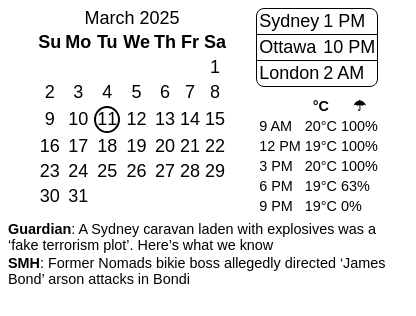 March 2025
Su Mo Tu We Th Fr Sa
1
2 3 4 5 6 7 8
9 10 11 12 13 14 15
16 17 18 19 20 21 22
23 24 25 26 27 28 29
30 31
Sydney 1 PM
Ottawa 10 PM
London 2 AM
°C ☂
9 AM 20°C 100%
12 PM 19°C 100%
3 PM 20°C 100%
6 PM 19°C 63%
9 PM 19°C 0%
Guardian: A Sydney caravan laden with explosives was a
‘fake terrorism plot’. Here’s what we know
SMH: Former Nomads bikie boss allegedly directed ‘James
Bond’ arson attacks in Bondi